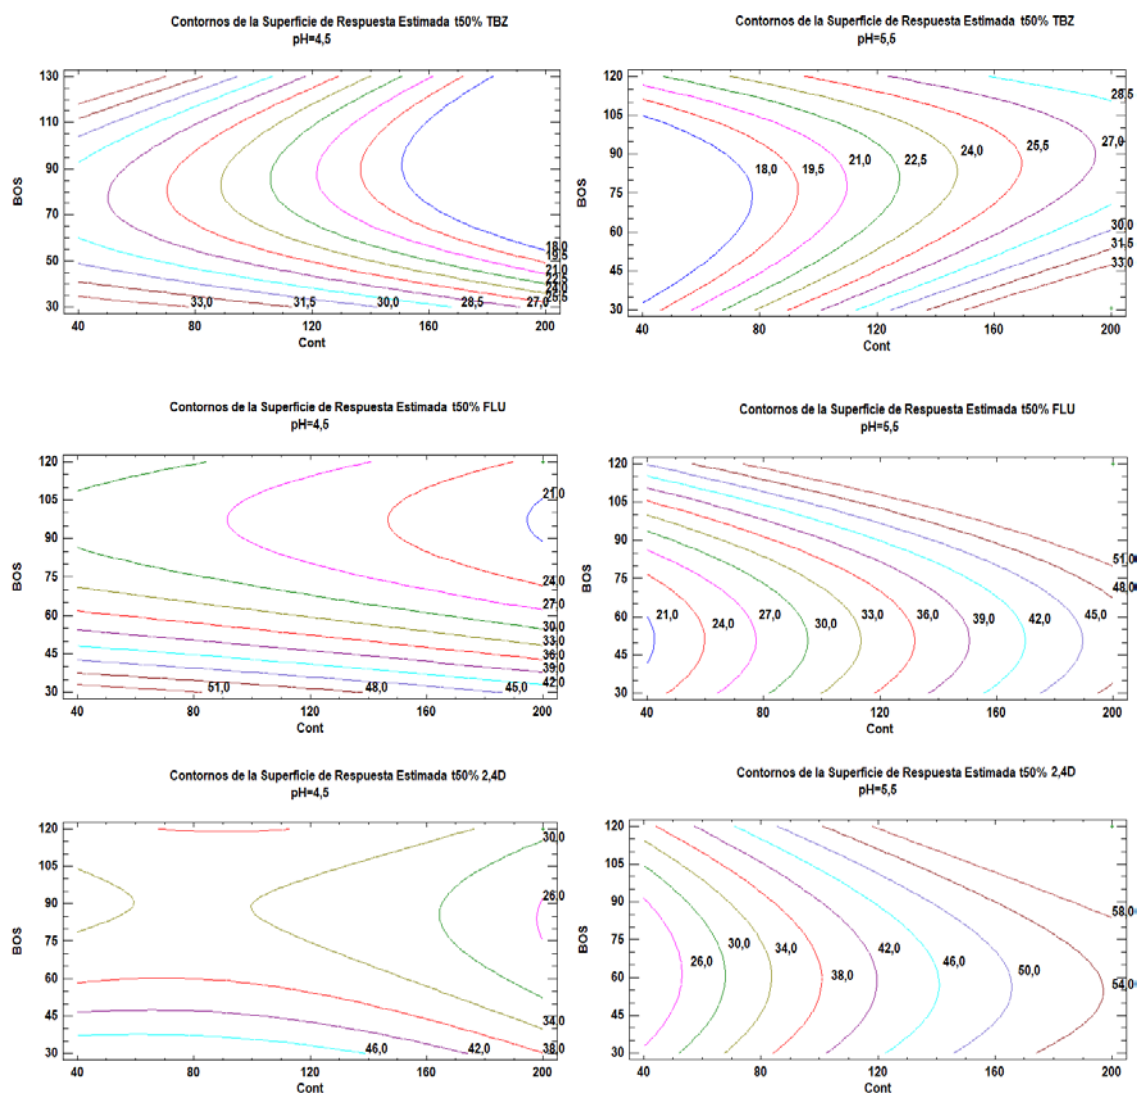 Contornos de la Superficie de Respuesta Estimada t50% TBZ
pH=4,5
BOS
130
110
90
70
50
30
18,0
19,5
21,0
22,5
24,0
25,5
33,0 31,5 30,0 28,5 27,0
40 80 120 160 200
Cont
Contornos de la Superficie de Respuesta Estimada t50% TBZ
pH=5,5
BOS
120
105
90
75
60
45
30
28,5
18,0 19,5 21,0 22,5 24,0 25,5 27,0
30,0
31,5
33,0
40 80 120 160 200
Cont
Contornos de la Superficie de Respuesta Estimada t50% FLU
pH=4,5
BOS
120
105
90
75
60
45
30
21,0
24,0
27,0
30,0
33,0
36,0
39,0
42,0
51,0 48,0 45,0
40 80 120 160 200
Cont
Contornos de la Superficie de Respuesta Estimada t50% FLU
pH=5,5
BOS
120
105
90
75
60
45
30
51,0
48,0
21,0 24,0 27,0 30,0 33,0 36,0 39,0 42,0 45,0
40 80 120 160 200
Cont
Contornos de la Superficie de Respuesta Estimada t50% 2,4D
pH=4,5
BOS
120
105
90
75
60
45
30
30,0
26,0
34,0
46,0 42,0 38,0
40 80 120 160 200
Cont
Contornos de la Superficie de Respuesta Estimada t50% 2,4D
pH=5,5
BOS
120
105
90
75
60
45
30
58,0
26,0 30,0 34,0 38,0 42,0 46,0 50,0 54,0
40 80 120 160 200
Cont